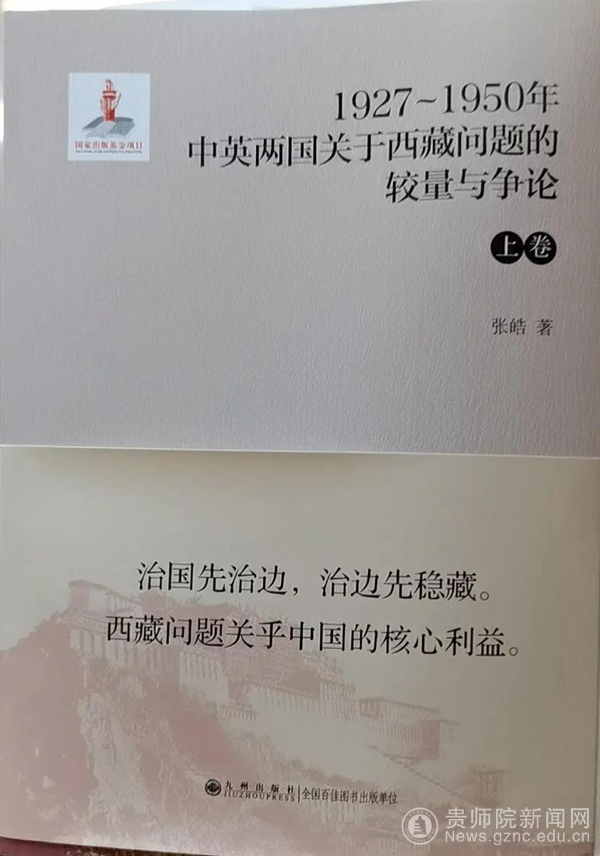 1927~1950年
中英两国关于西藏问题的
较量与争论
上卷
张皓 著
国家出版基金项目
NATIONAL PUBLICATION FOUNDATION
治国先治边，治边先稳藏。
西藏问题关乎中国的核心利益。
九州出版社
JIUZHOUPRESS
全国百佳图书出版单位
贵师院新闻网
News.gznc.edu.cn